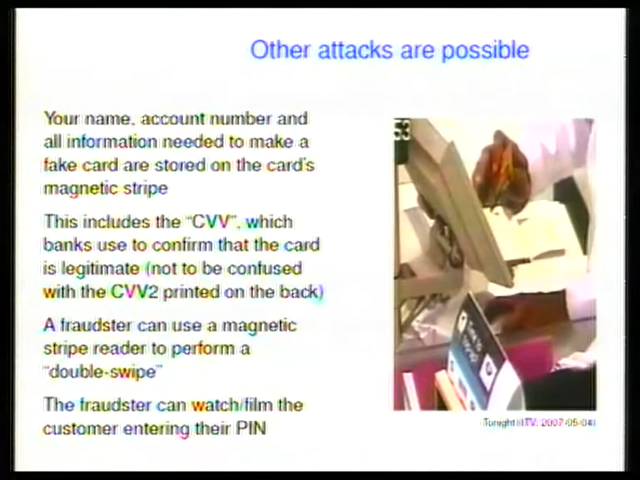 Other attacks are possible
Your name, account number and
all information needed to make a
fake card are stored on the card's
magnetic stripe
This includes the “CVV”, which
banks use to confirm that the card
is legitimate (not to be confused
with the CVV2 printed on the back)
A fraudster can use a magnetic
stripe reader to perform a
“double-swipe”
The fraudster can watch/film the
customer entering their PIN
Tonight (ITV, 2007-05-04)